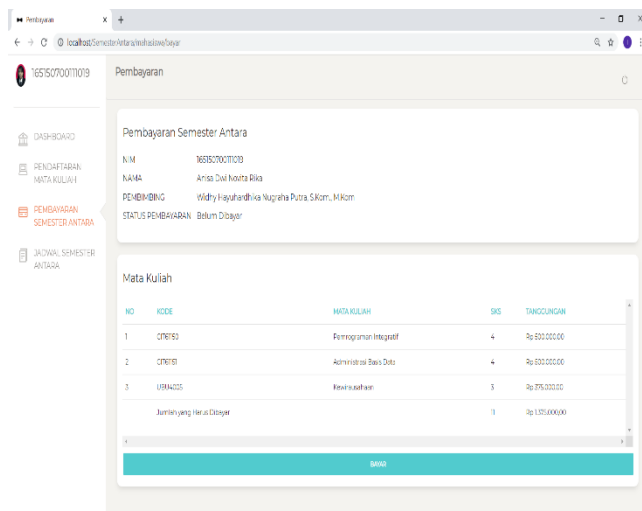 Pembayaran
localhost/SemesterAntara/mahasiswa/bayar
165150700111019
Pembayaran
DASHBOARD
PENDAFTARAN
MATA KULIAH
PEMBAYARAN
SEMESTER ANTARA
JADWAL SEMESTER
ANTARA
Pembayaran Semester Antara
NIM 165150700111019
NAMA Anisa Dwi Novita Rika
PEMBIMBING Widhy Hayuhardhika Nugraha Putra, S.Kom., M.Kom
STATUS PEMBAYARAN Belum Dibayar
Mata Kuliah
NO KODE MATA KULIAH SKS TANGGUNGAN
1 CIT61150 Pemrograman Integratif 4 Rp 500.000,00
2 Administrasi Basis Data 4 Rp 500.000,00
3 UBU4005 Kewirausahaan 3 Rp 375.000,00
Jumlah yang Harus Dibayar 11 Rp 1.375.000,00
BAYAR